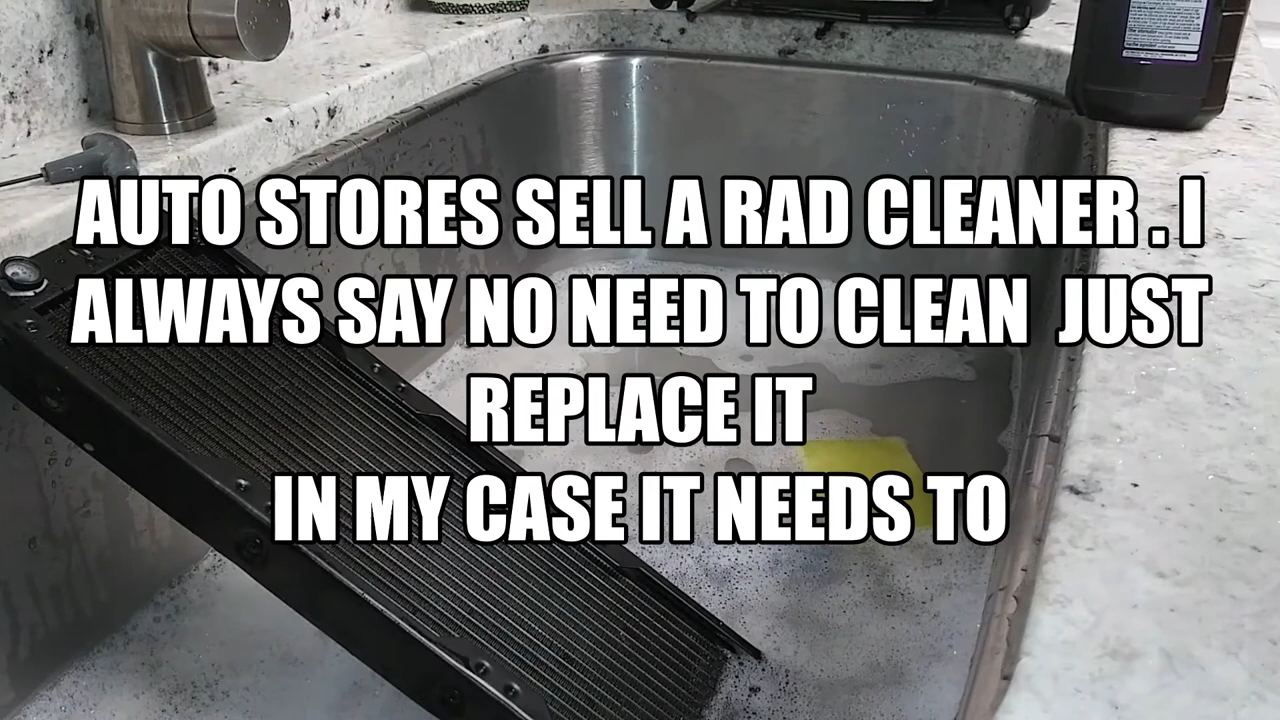 AUTO STORES SELL A RAD CLEANER . I
ALWAYS SAY NO NEED TO CLEAN  JUST
REPLACE IT
IN MY CASE IT NEEDS TO